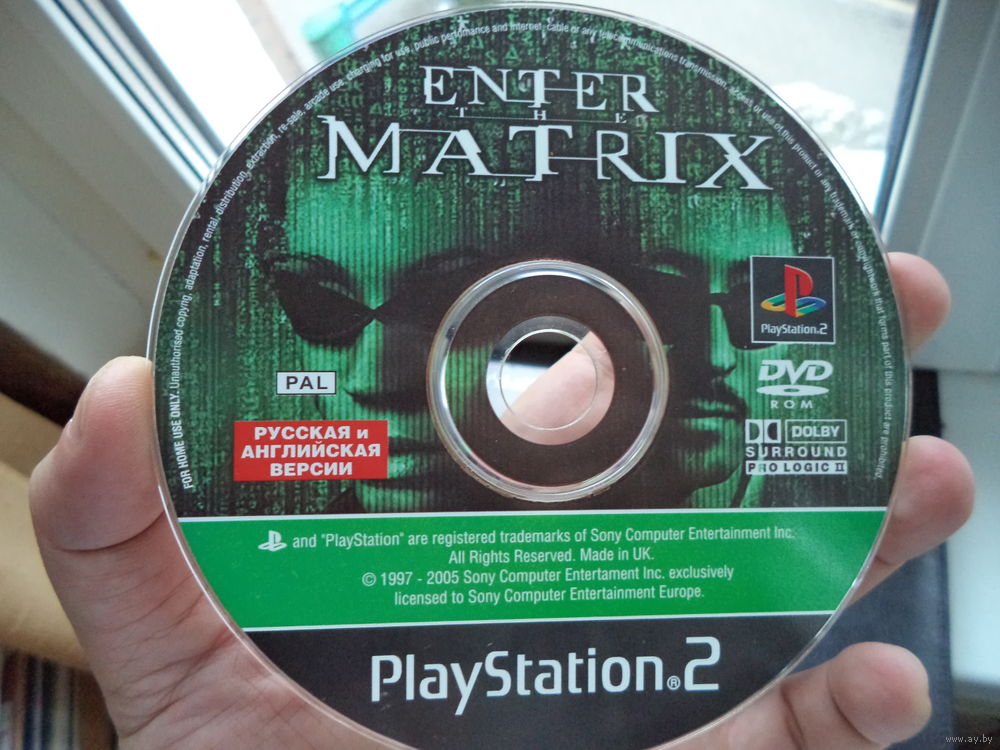 FOR HOME USE ONLY. Unauthorised copyng, adaptation, rental, distribution, extraction, re-sale, arcade use, charging for use, public performance and internet, cable or any telecommunications transmission, access or use of this product or any trademark or copyright work that forms part of this product are prohibited.
ENTER
THE
MATRIX
PlayStation.2
PAL
DVD
ROM
РУССКАЯ и
АНГЛИЙСКАЯ
ВЕРСИИ
DOLBY
SURROUND
PRO LOGIC II
and "PlayStation" are registered trademarks of Sony Computer Entertainment Inc.
All Rights Reserved. Made in UK.
© 1997 - 2005 Sony Computer Entertament Inc. exclusively
licensed to Sony Computer Entertainment Europe.
PlayStation®2
www.ay.by